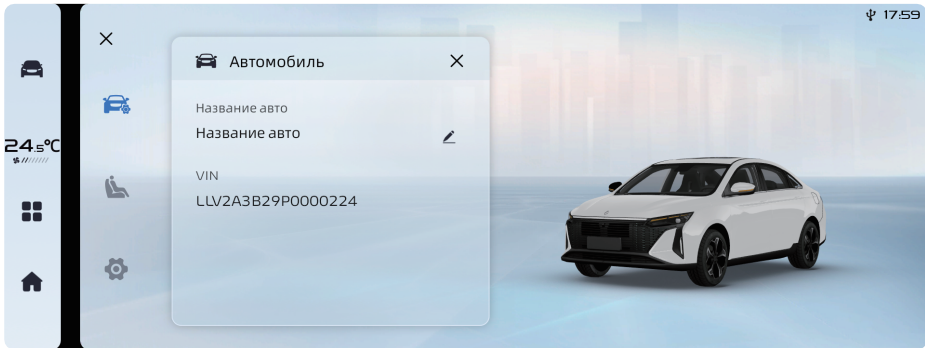 17:59
24.5°C
Автомобиль
Название авто
Название авто
VIN
LLV2A3B29P0000224